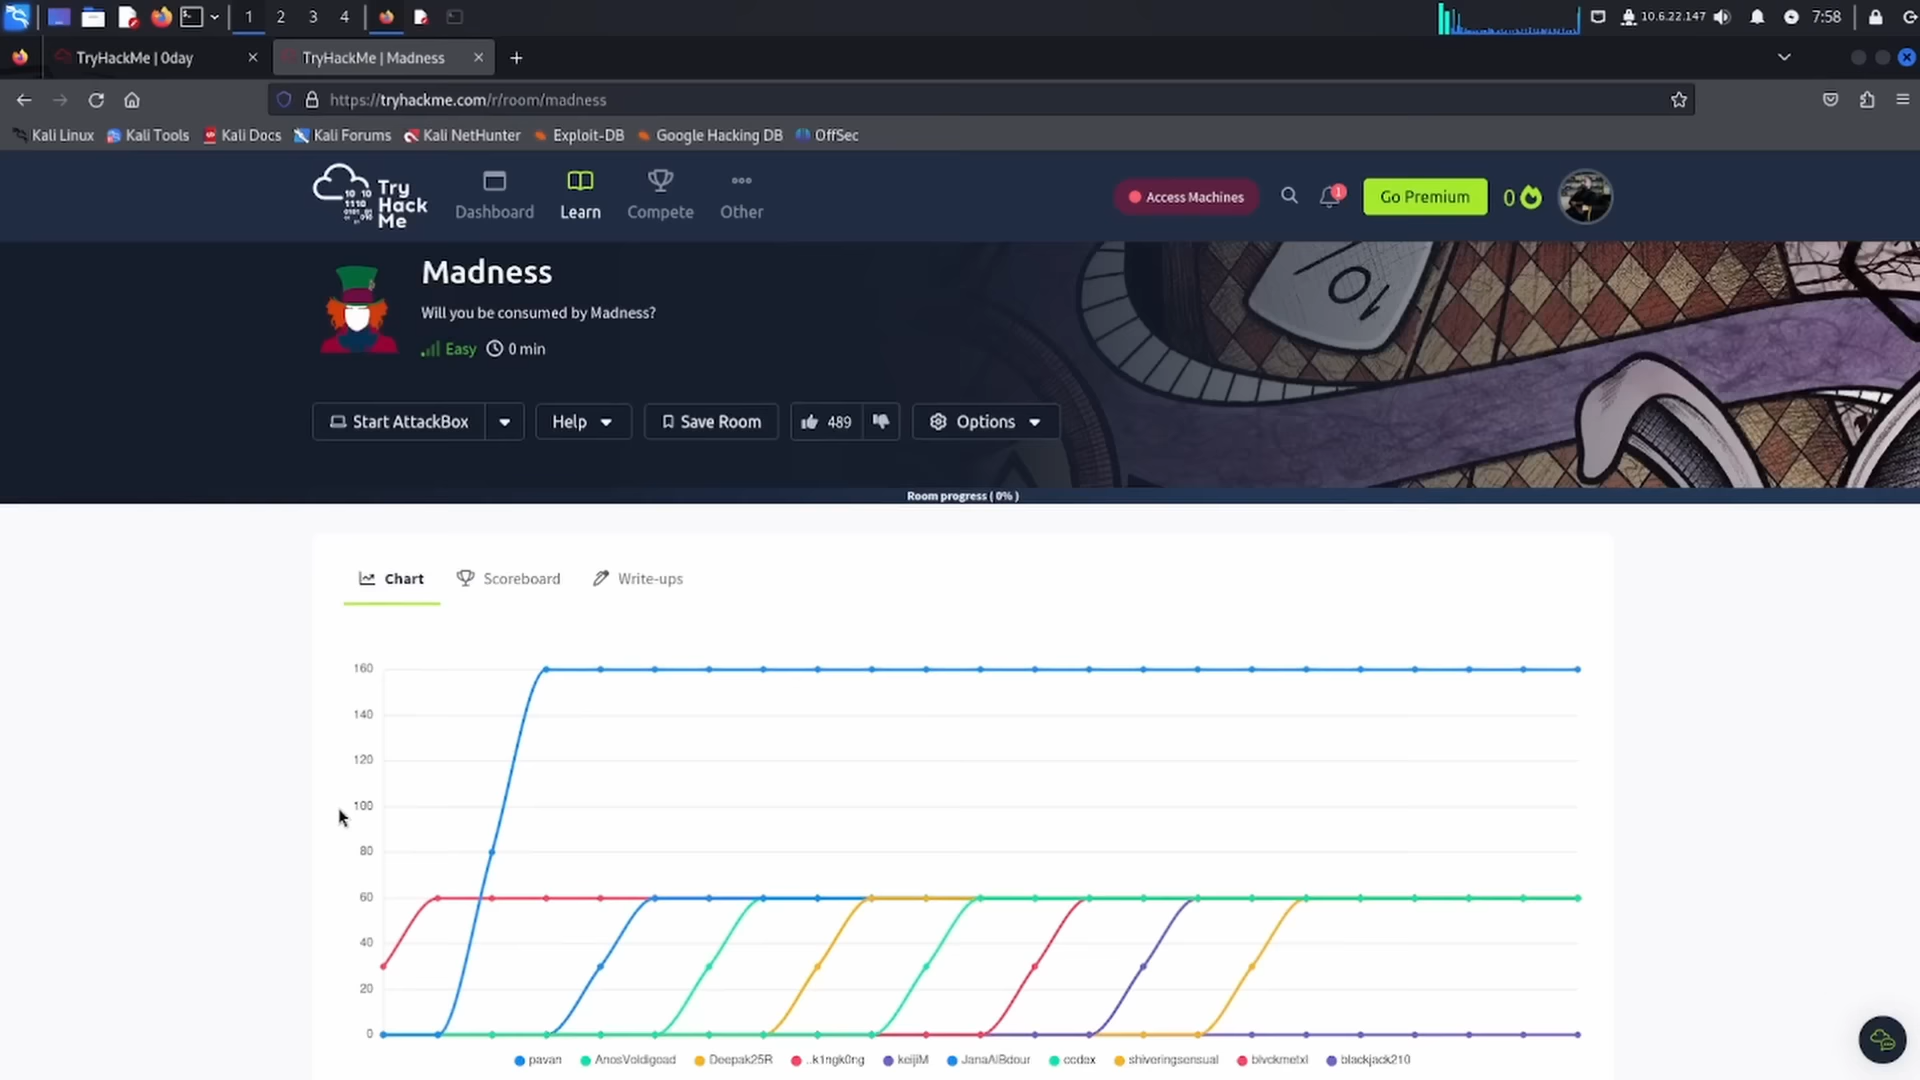 1 2 3 4 10.6.22.147 7:58
TryHackMe | 0day TryHackMe | Madness
https://tryhackme.com/r/room/madness
Kali Linux Kali Tools Kali Docs Kali Forums Kali NetHunter Exploit-DB Google Hacking DB OffSec
Try Hack Me
Dashboard Learn Compete Other
Access Machines 1 Go Premium 0
Madness
Will you be consumed by Madness?
Easy 0 min
Start AttackBox Help Save Room 489 Options
Room progress ( 0% )
Chart Scoreboard Write-ups
160
140
120
100
80
60
40
20
0
pavan AnosVoldigoad Deepak25R ..k1ngk0ng keijiM JanaAlBdour codex shiveringsensual blvckmetxl blackjack210